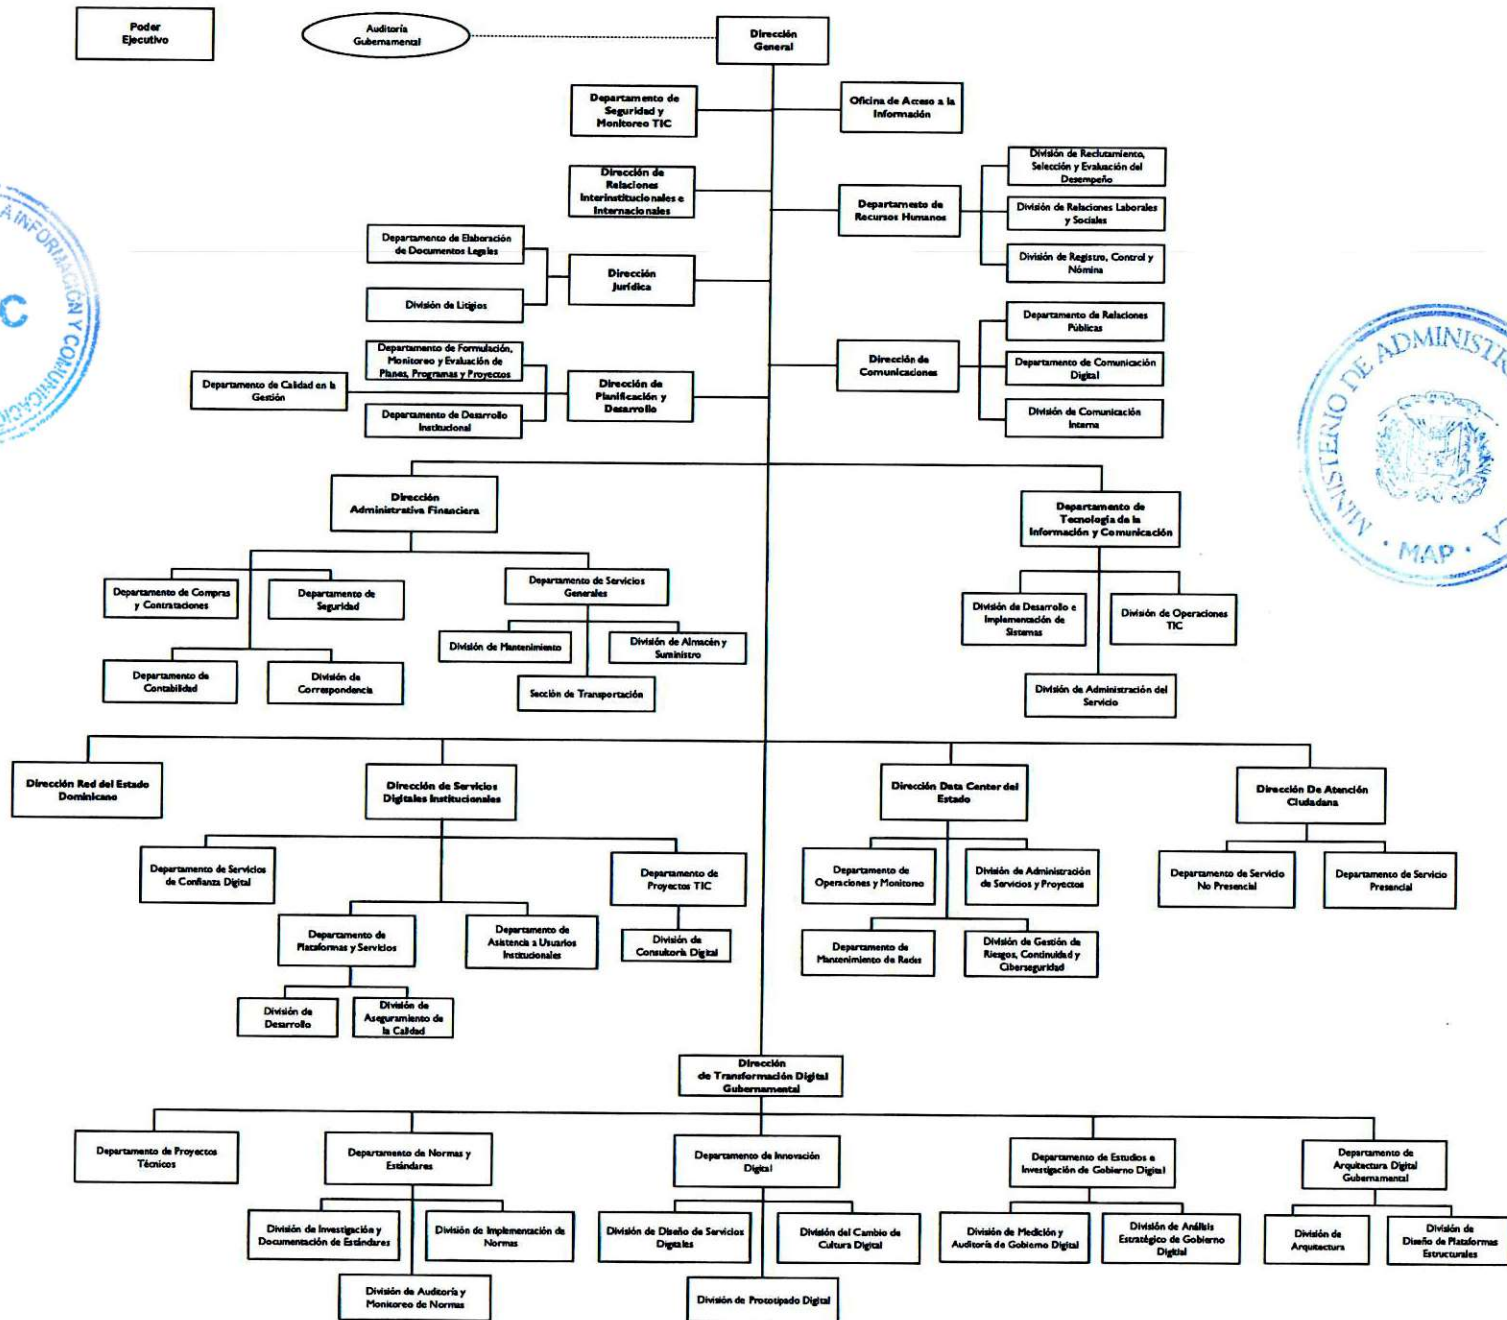 Poder
Ejecutivo
Auditoría
Gubernamental
Dirección
General
Departamento de
Seguridad y
Monitoreo TIC
Oficina de Acceso a la
Información
Dirección de
Relaciones
Interinstitucionales e
Internacionales
Departamesto de
Recursos Humanos
División de Reclutamiento,
Selección y Evaluación del
Desempeño
División de Relaciones Laborales
y Sociales
División de Registro, Control y
Nómina
Departamento de Elaboración
de Documentos Legales
División de Litigios
Dirección
Jurídica
Departamento de Relaciones
Públicas
Departamento de Comunicación
Digital
División de Comunicación
Interna
Dirección de
Comunicaciones
Departamento de Formulación,
Monitoreo y Evaluación de
Planes, Programas y Proyectos
Departamento de Calidad en la
Gestión
Departamento de Desarrollo
Institucional
Dirección de
Planificación y
Desarrollo
A INFORMACIÓN Y COMUNICACIÓN
C
MINISTERIO DE ADMINISTR
MAP
Dirección
Administrativa Financiera
Departamento de
Tecnología de la
Información y Comunicación
Departamento de Compras
y Contrataciones
Departamento de
Seguridad
Departamento de Servicios
Generales
División de Desarrollo e
Implementación de
Sistemas
División de Operaciones
TIC
División de Mantenimiento
División de Almacén y
Suministro
Departamento de
Contabilidad
División de
Correspondencia
Sección de Transportación
División de Administración del
Servicio
Dirección Red del Estado
Dominicano
Dirección de Servicios
Digitales Institucionales
Dirección Data Center del
Estado
Dirección De Atención
Ciudadana
Departamento de Servicios
de Confianza Digital
Departamento de
Proyectos TIC
Departamento de
Operaciones y Monitoreo
División de Administración
de Servicios y Proyectos
Departamento de Servicio
No Presencial
Departamento de Servicio
Presencial
Departamento de
Plataformas y Servicios
Departamento de
Asistencia a Usuarios
Institucionales
División de
Consultoría Digital
Departamento de
Mantenimiento de Redes
División de Gestión de
Riesgos, Continuidad y
Ciberseguridad
División de
Desarrollo
División de
Aseguramiento de
la Calidad
Dirección
de Transformación Digital
Gubernamental
Departamento de Proyectos
Técnicos
Departamento de Normas y
Estándares
Departamento de Innovación
Digital
Departamento de Estudios e
Investigación de Gobierno Digital
Departamento de
Arquitectura Digital
Gubernamental
División de Investigación y
Documentación de Estándares
División de Implementación de
Normas
División de Diseño de Servicios
Digitales
División del Cambio de
Cultura Digital
División de Medición y
Auditoría de Gobierno Digital
División de Análisis
Estratégico de Gobierno
Digital
División de
Arquitectura
División de
Diseño de Plataformas
Estructurales
División de Auditoría y
Monitoreo de Normas
División de Prototipado Digital